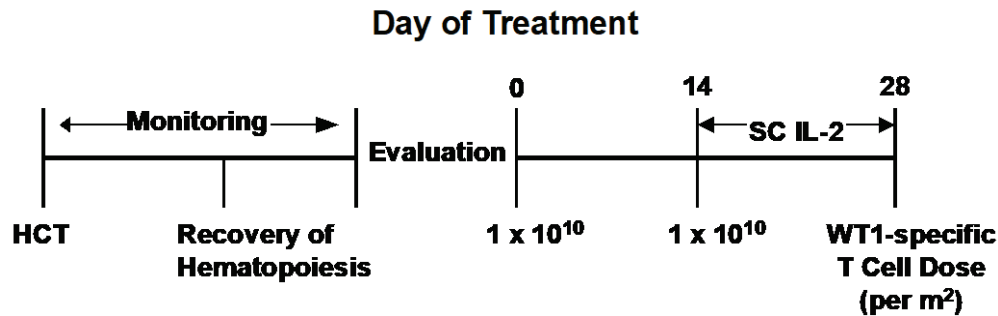 Day of Treatment
0 14 28
Monitoring SC IL-2
Evaluation
HCT Recovery of Hematopoiesis 1 x 10¹⁰ 1 x 10¹⁰ WT1-specific T Cell Dose (per m²)